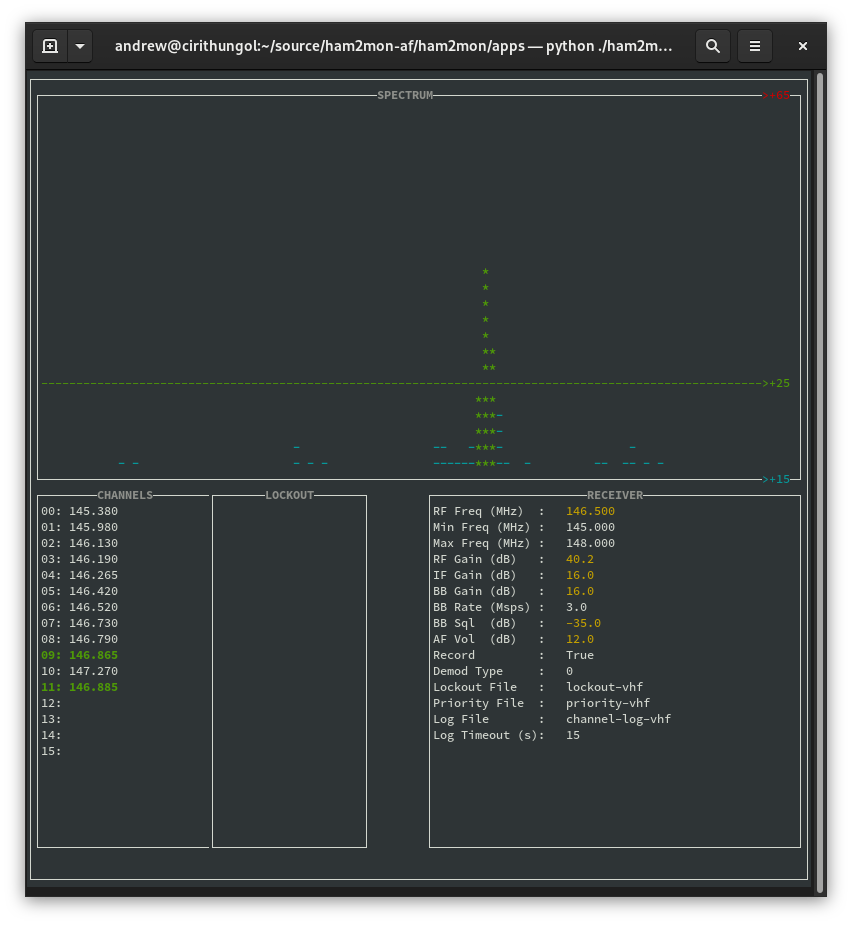 andrew@cirithungol:~/source/ham2mon-af/ham2mon/apps — python ./ham2m…
SPECTRUM
>+65
>+25
>+15
CHANNELS
00: 145.380
01: 145.980
02: 146.130
03: 146.190
04: 146.265
05: 146.420
06: 146.520
07: 146.730
08: 146.790
09: 146.865
10: 147.270
11: 146.885
12:
13:
14:
15:
LOCKOUT
RECEIVER
RF Freq (MHz) : 146.500
Min Freq (MHz) : 145.000
Max Freq (MHz) : 148.000
RF Gain (dB) : 40.2
IF Gain (dB) : 16.0
BB Gain (dB) : 16.0
BB Rate (Msps) : 3.0
BB Sql (dB) : -35.0
AF Vol (dB) : 12.0
Record : True
Demod Type : 0
Lockout File : lockout-vhf
Priority File : priority-vhf
Log File : channel-log-vhf
Log Timeout (s): 15